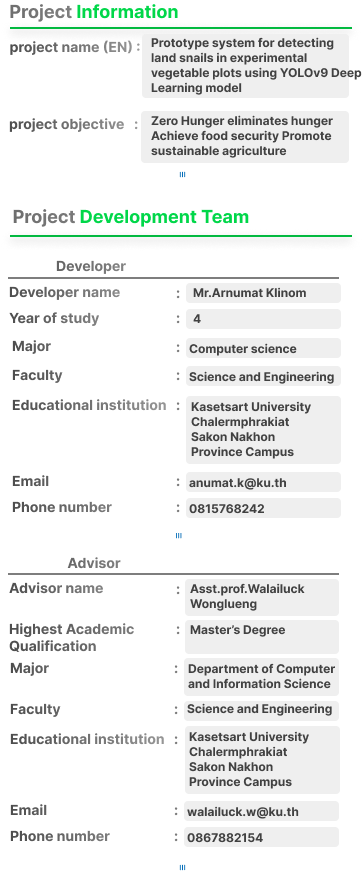 Project Information
project name (EN) : Prototype system for detecting
land snails in experimental
vegetable plots using YOLOv9 Deep
Learning model
project objective : Zero Hunger eliminates hunger
Achieve food security Promote
sustainable agriculture
Project Development Team
Developer
Developer name : Mr.Arnumat Klinom
Year of study : 4
Major : Computer science
Faculty : Science and Engineering
Educational institution : Kasetsart University
Chalermphrakiat
Sakon Nakhon
Province Campus
Email : anumat.k@ku.th
Phone number : 0815768242
Advisor
Advisor name : Asst.prof.Walailuck
Wonglueng
Highest Academic : Master's Degree
Qualification
Major : Department of Computer
and Information Science
Faculty : Science and Engineering
Educational institution : Kasetsart University
Chalermphrakiat
Sakon Nakhon
Province Campus
Email : walailuck.w@ku.th
Phone number : 0867882154